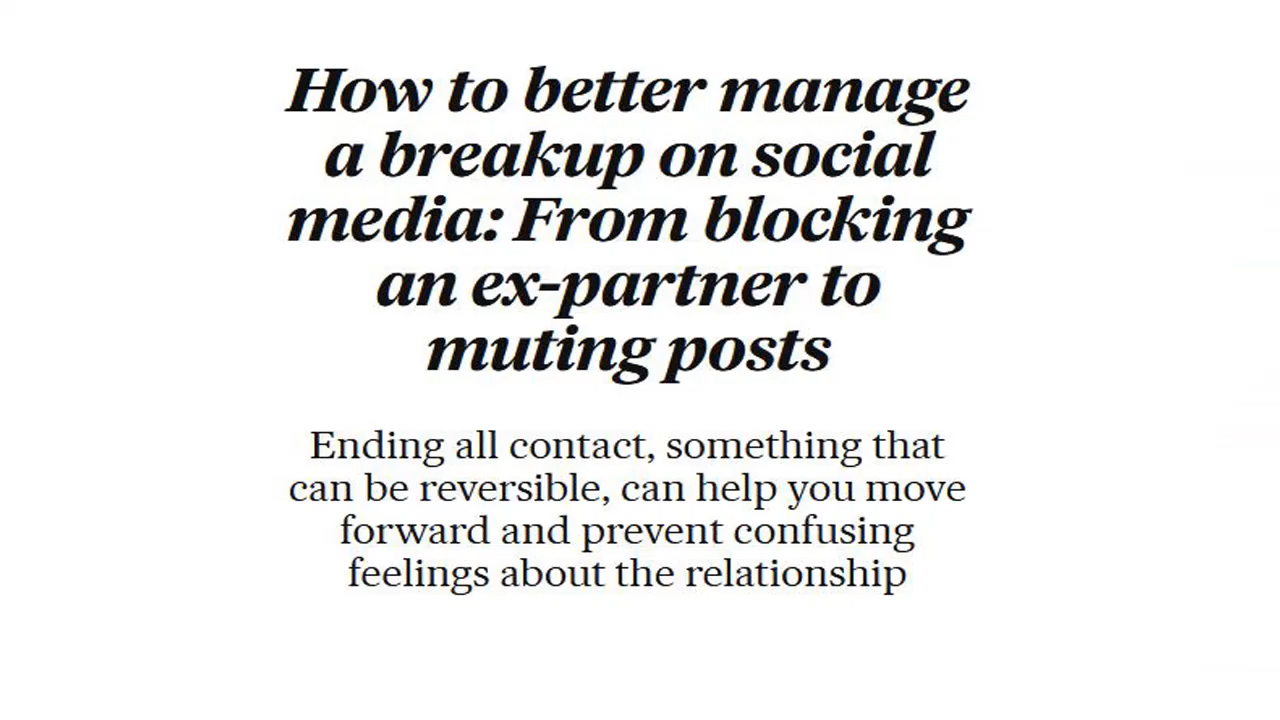 How to better manage
a breakup on social
media: From blocking
an ex-partner to
muting posts
Ending all contact, something that
can be reversible, can help you move
forward and prevent confusing
feelings about the relationship